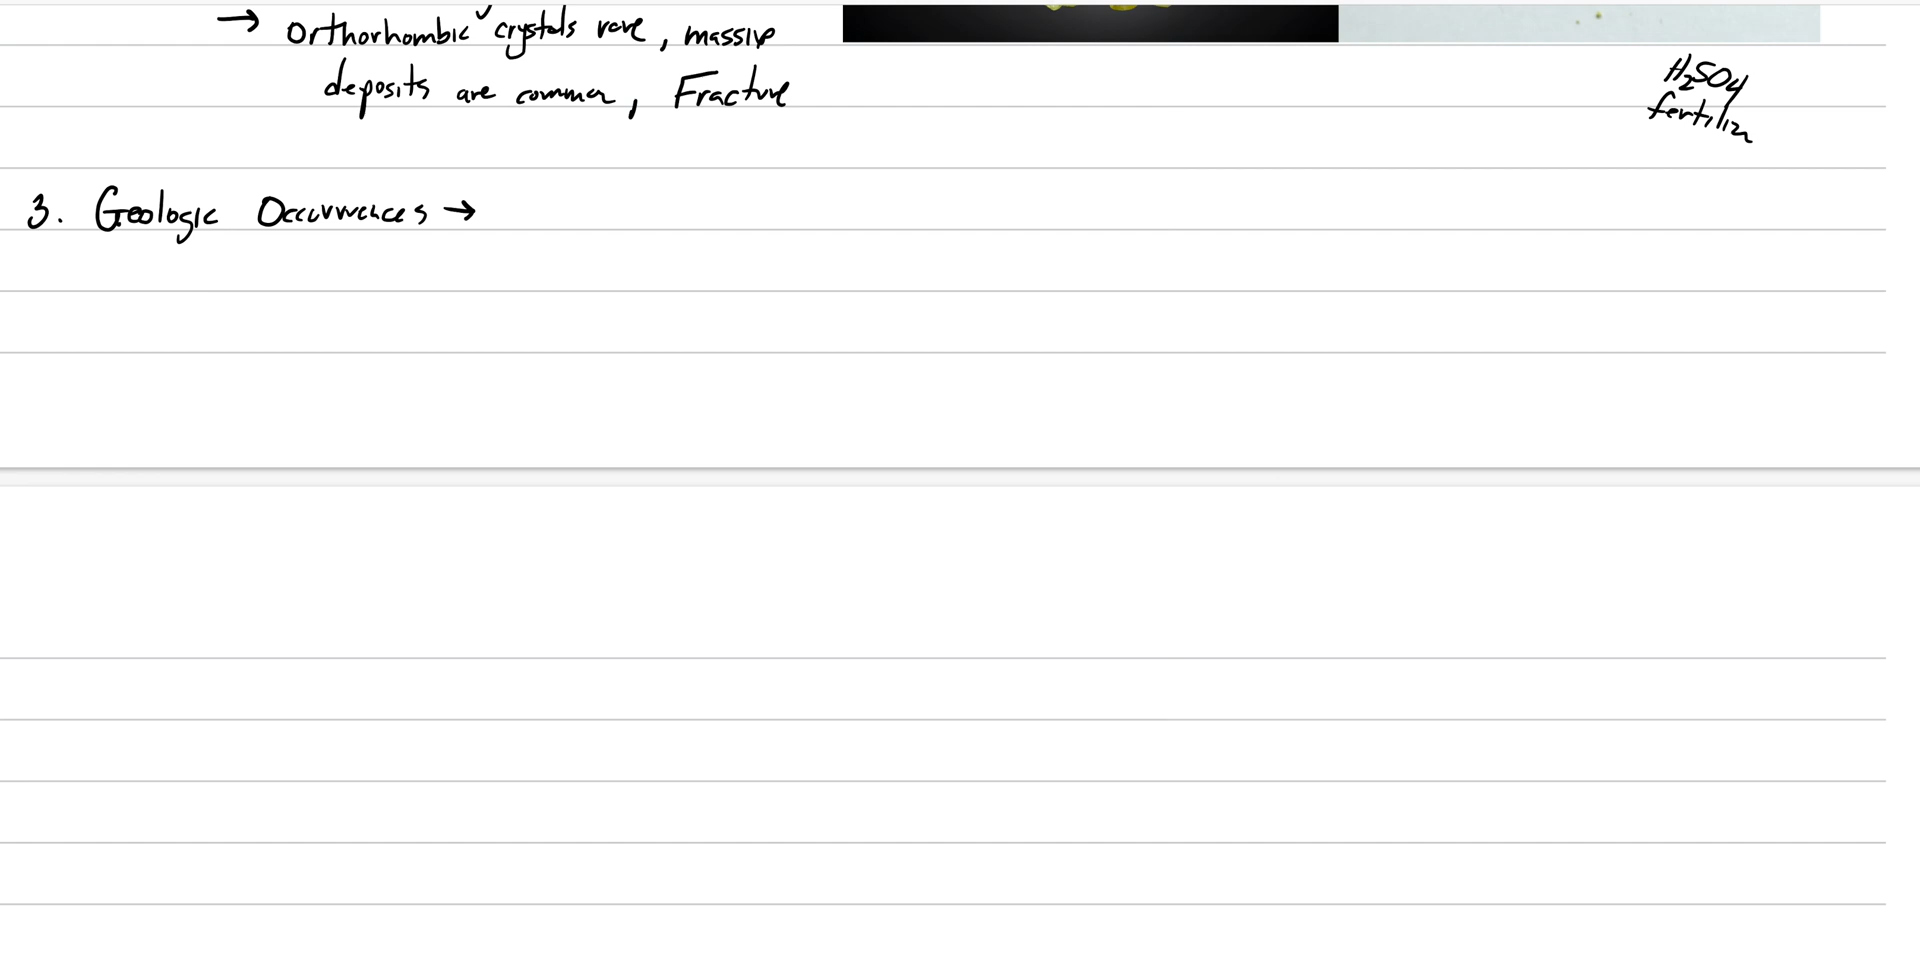 → Orthorhombic crystals rare, massive
deposits are common, Fracture
H₂SO₄
fertiliz
3. Geologic Occurrences →